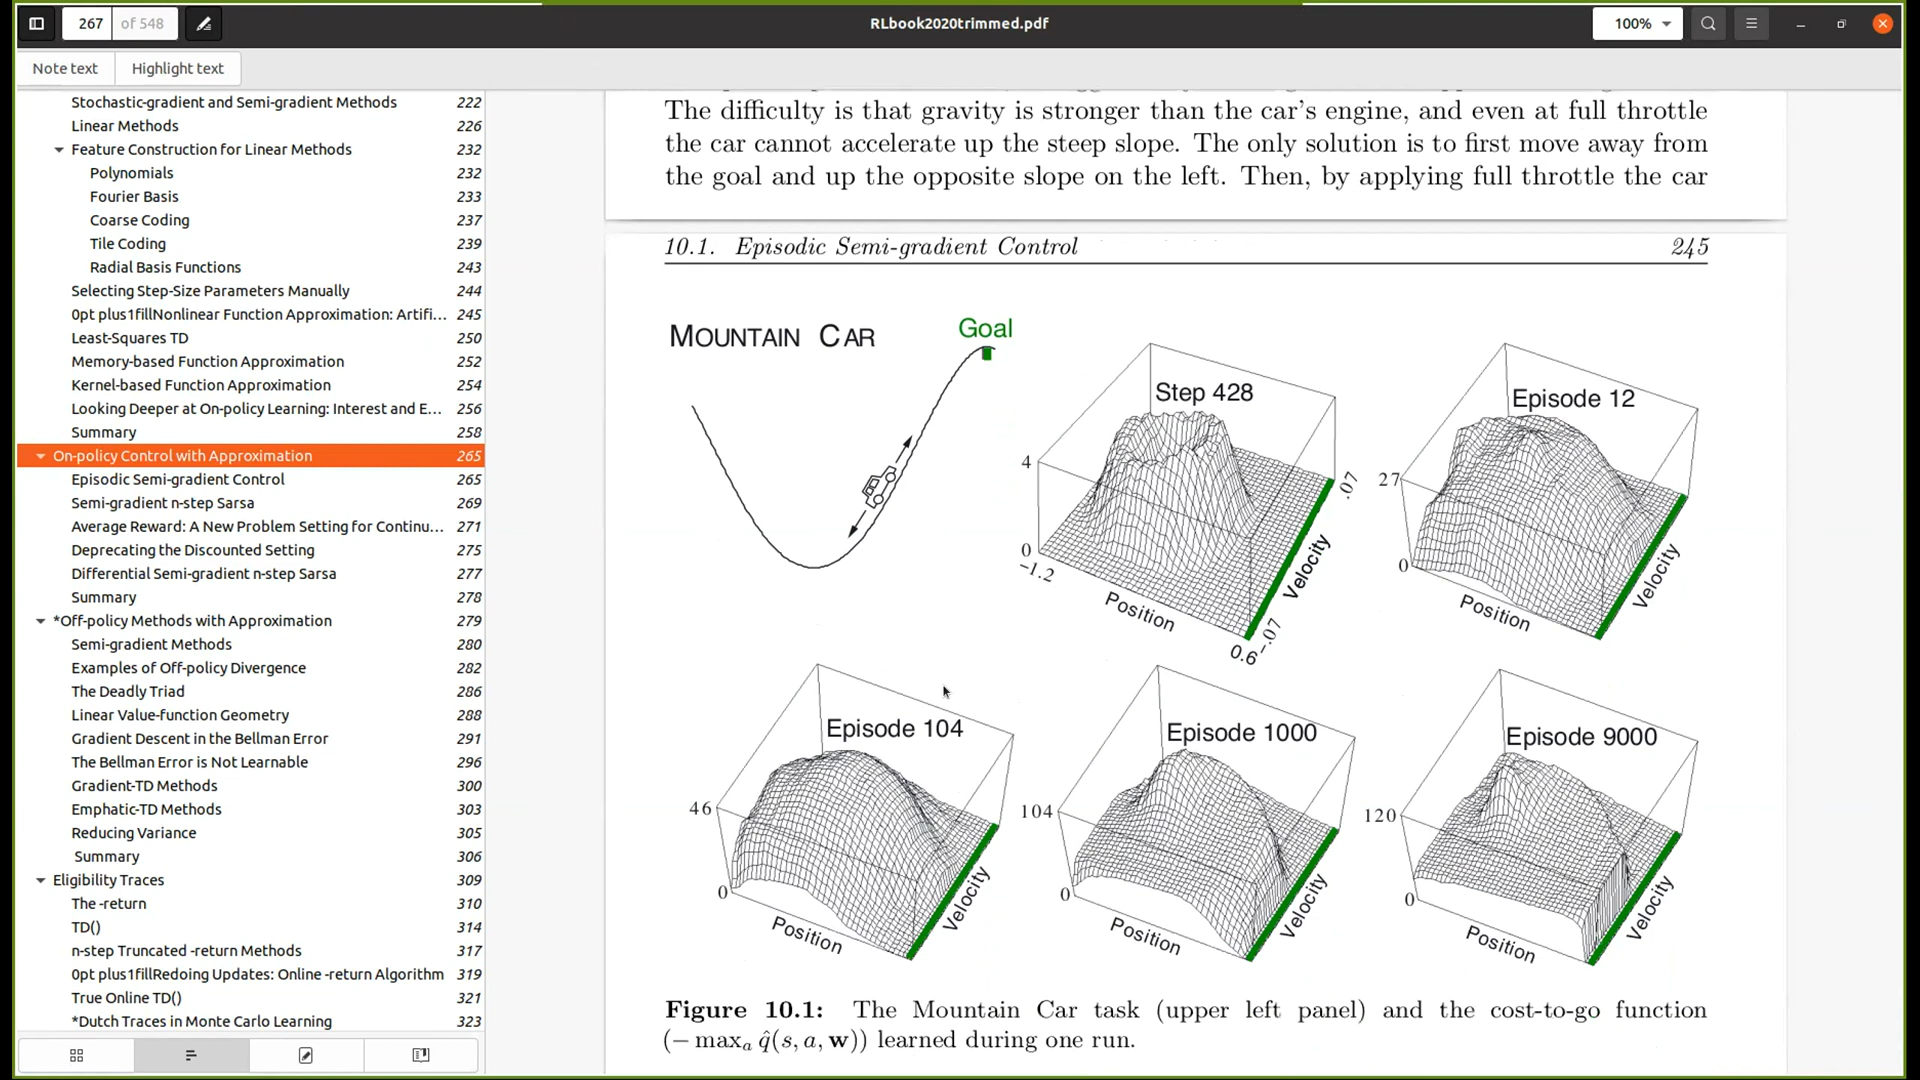 267 of 548
RLbook2020trimmed.pdf
100%
Note text
Highlight text
Stochastic-gradient and Semi-gradient Methods 222
Linear Methods 226
Feature Construction for Linear Methods 232
Polynomials 232
Fourier Basis 233
Coarse Coding 237
Tile Coding 239
Radial Basis Functions 243
Selecting Step-Size Parameters Manually 244
0pt plus1fillNonlinear Function Approximation: Artifi... 245
Least-Squares TD 250
Memory-based Function Approximation 252
Kernel-based Function Approximation 254
Looking Deeper at On-policy Learning: Interest and E... 256
Summary 258
On-policy Control with Approximation 265
Episodic Semi-gradient Control 265
Semi-gradient n-step Sarsa 269
Average Reward: A New Problem Setting for Continu... 271
Deprecating the Discounted Setting 275
Differential Semi-gradient n-step Sarsa 277
Summary 278
*Off-policy Methods with Approximation 279
Semi-gradient Methods 280
Examples of Off-policy Divergence 282
The Deadly Triad 286
Linear Value-function Geometry 288
Gradient Descent in the Bellman Error 291
The Bellman Error is Not Learnable 296
Gradient-TD Methods 300
Emphatic-TD Methods 303
Reducing Variance 305
Summary 306
Eligibility Traces 309
The -return 310
TD() 314
n-step Truncated -return Methods 317
0pt plus1fillRedoing Updates: Online -return Algorithm 319
True Online TD() 321
*Dutch Traces in Monte Carlo Learning 323
The difficulty is that gravity is stronger than the car's engine, and even at full throttle
the car cannot accelerate up the steep slope. The only solution is to first move away from
the goal and up the opposite slope on the left. Then, by applying full throttle the car
10.1. Episodic Semi-gradient Control 245
MOUNTAIN CAR
Goal
Step 428
4
0
−1.2
Position
0.6
−.07
Velocity
.07
Episode 12
27
0
Position
Velocity
Episode 104
46
0
Position
Velocity
Episode 1000
104
0
Position
Velocity
Episode 9000
120
0
Position
Velocity
Figure 10.1: The Mountain Car task (upper left panel) and the cost-to-go function
(− maxₐ q̂(s, a, w)) learned during one run.